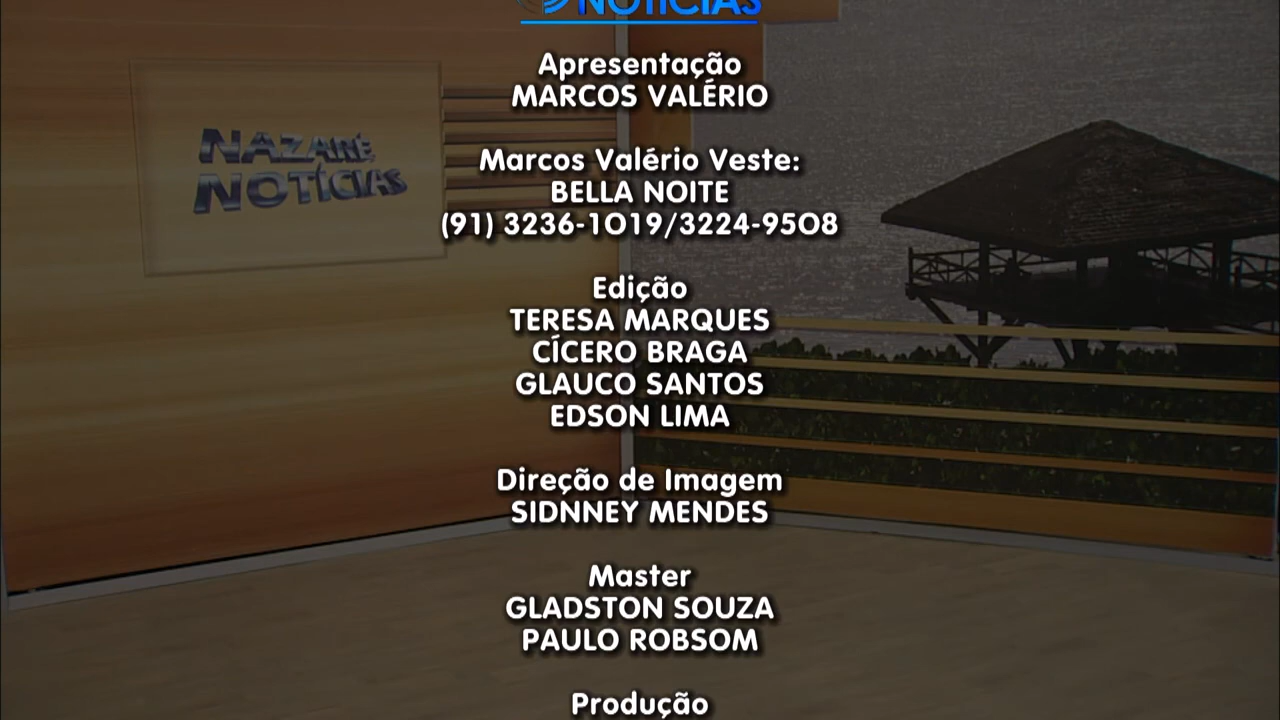 NOTÍCIAS
Apresentação
MARCOS VALÉRIO
Marcos Valério Veste:
BELLA NOITE
(91) 3236-1019/3224-9508
Edição
TERESA MARQUES
CÍCERO BRAGA
GLAUCO SANTOS
EDSON LIMA
Direção de Imagem
SIDNNEY MENDES
Master
GLADSTON SOUZA
PAULO ROBSOM
Produção
NAZARÉ
NOTÍCIAS